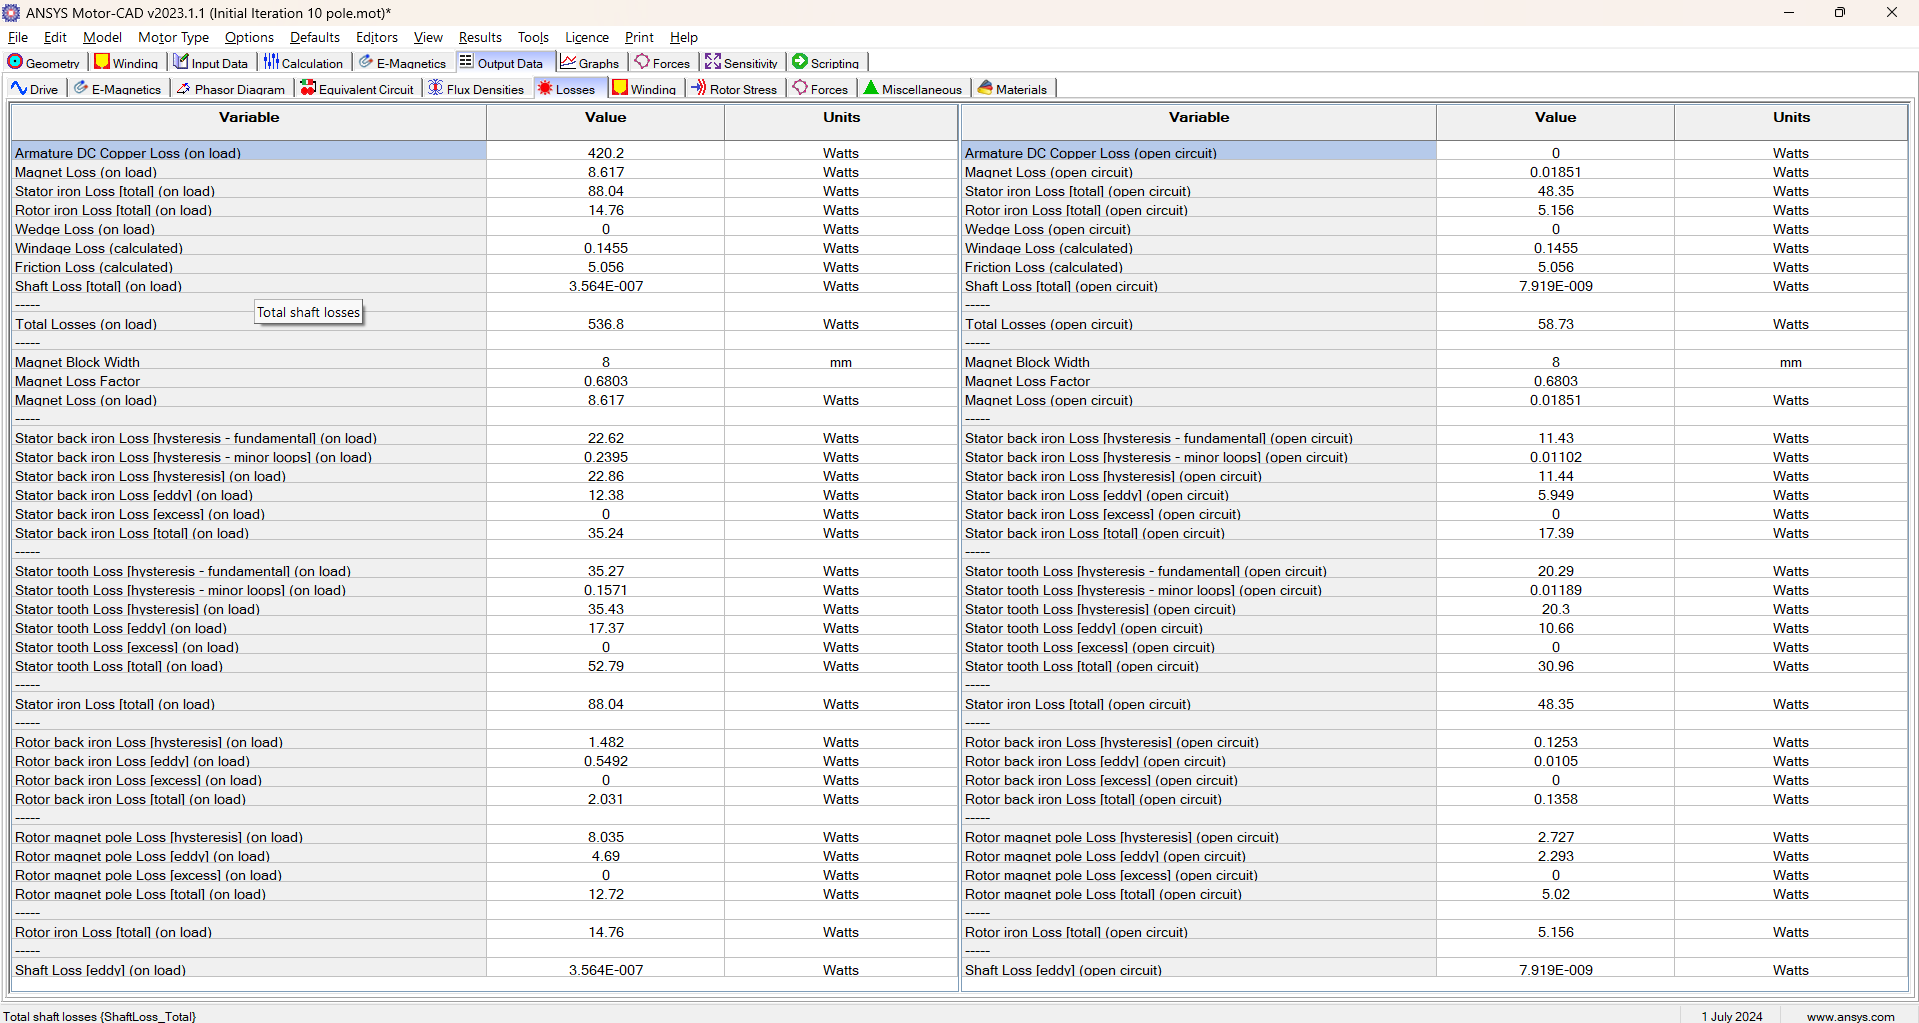 ANSYS Motor-CAD v2023.1.1 (Initial Iteration 10 pole.mot)*
File Edit Model Motor Type Options Defaults Editors View Results Tools Licence Print Help
Geometry Winding Input Data Calculation E-Magnetics Output Data Graphs Forces Sensitivity Scripting
Drive E-Magnetics Phasor Diagram Equivalent Circuit Flux Densities Losses Winding Rotor Stress Forces Miscellaneous Materials
Variable Value Units Variable Value Units
Armature DC Copper Loss (on load) 420.2 Watts Armature DC Copper Loss (open circuit) 0 Watts
Magnet Loss (on load) 8.617 Watts Magnet Loss (open circuit) 0.01851 Watts
Stator iron Loss [total] (on load) 88.04 Watts Stator iron Loss [total] (open circuit) 48.35 Watts
Rotor iron Loss [total] (on load) 14.76 Watts Rotor iron Loss [total] (open circuit) 5.156 Watts
Wedge Loss (on load) 0 Watts Wedge Loss (open circuit) 0 Watts
Windage Loss (calculated) 0.1455 Watts Windage Loss (calculated) 0.1455 Watts
Friction Loss (calculated) 5.056 Watts Friction Loss (calculated) 5.056 Watts
Shaft Loss [total] (on load) 3.564E-007 Watts Shaft Loss [total] (open circuit) 7.919E-009 Watts
----- -----
Total shaft losses
Total Losses (on load) 536.8 Watts Total Losses (open circuit) 58.73 Watts
----- -----
Magnet Block Width 8 mm Magnet Block Width 8 mm
Magnet Loss Factor 0.6803 Magnet Loss Factor 0.6803
Magnet Loss (on load) 8.617 Watts Magnet Loss (open circuit) 0.01851 Watts
----- -----
Stator back iron Loss [hysteresis - fundamental] (on load) 22.62 Watts Stator back iron Loss [hysteresis - fundamental] (open circuit) 11.43 Watts
Stator back iron Loss [hysteresis - minor loops] (on load) 0.2395 Watts Stator back iron Loss [hysteresis - minor loops] (open circuit) 0.01102 Watts
Stator back iron Loss [hysteresis] (on load) 22.86 Watts Stator back iron Loss [hysteresis] (open circuit) 11.44 Watts
Stator back iron Loss [eddy] (on load) 12.38 Watts Stator back iron Loss [eddy] (open circuit) 5.949 Watts
Stator back iron Loss [excess] (on load) 0 Watts Stator back iron Loss [excess] (open circuit) 0 Watts
Stator back iron Loss [total] (on load) 35.24 Watts Stator back iron Loss [total] (open circuit) 17.39 Watts
----- -----
Stator tooth Loss [hysteresis - fundamental] (on load) 35.27 Watts Stator tooth Loss [hysteresis - fundamental] (open circuit) 20.29 Watts
Stator tooth Loss [hysteresis - minor loops] (on load) 0.1571 Watts Stator tooth Loss [hysteresis - minor loops] (open circuit) 0.01189 Watts
Stator tooth Loss [hysteresis] (on load) 35.43 Watts Stator tooth Loss [hysteresis] (open circuit) 20.3 Watts
Stator tooth Loss [eddy] (on load) 17.37 Watts Stator tooth Loss [eddy] (open circuit) 10.66 Watts
Stator tooth Loss [excess] (on load) 0 Watts Stator tooth Loss [excess] (open circuit) 0 Watts
Stator tooth Loss [total] (on load) 52.79 Watts Stator tooth Loss [total] (open circuit) 30.96 Watts
----- -----
Stator iron Loss [total] (on load) 88.04 Watts Stator iron Loss [total] (open circuit) 48.35 Watts
----- -----
Rotor back iron Loss [hysteresis] (on load) 1.482 Watts Rotor back iron Loss [hysteresis] (open circuit) 0.1253 Watts
Rotor back iron Loss [eddy] (on load) 0.5492 Watts Rotor back iron Loss [eddy] (open circuit) 0.0105 Watts
Rotor back iron Loss [excess] (on load) 0 Watts Rotor back iron Loss [excess] (open circuit) 0 Watts
Rotor back iron Loss [total] (on load) 2.031 Watts Rotor back iron Loss [total] (open circuit) 0.1358 Watts
----- -----
Rotor magnet pole Loss [hysteresis] (on load) 8.035 Watts Rotor magnet pole Loss [hysteresis] (open circuit) 2.727 Watts
Rotor magnet pole Loss [eddy] (on load) 4.69 Watts Rotor magnet pole Loss [eddy] (open circuit) 2.293 Watts
Rotor magnet pole Loss [excess] (on load) 0 Watts Rotor magnet pole Loss [excess] (open circuit) 0 Watts
Rotor magnet pole Loss [total] (on load) 12.72 Watts Rotor magnet pole Loss [total] (open circuit) 5.02 Watts
----- -----
Rotor iron Loss [total] (on load) 14.76 Watts Rotor iron Loss [total] (open circuit) 5.156 Watts
----- -----
Shaft Loss [eddy] (on load) 3.564E-007 Watts Shaft Loss [eddy] (open circuit) 7.919E-009 Watts
Total shaft losses {ShaftLoss_Total} 1 July 2024 www.ansys.com